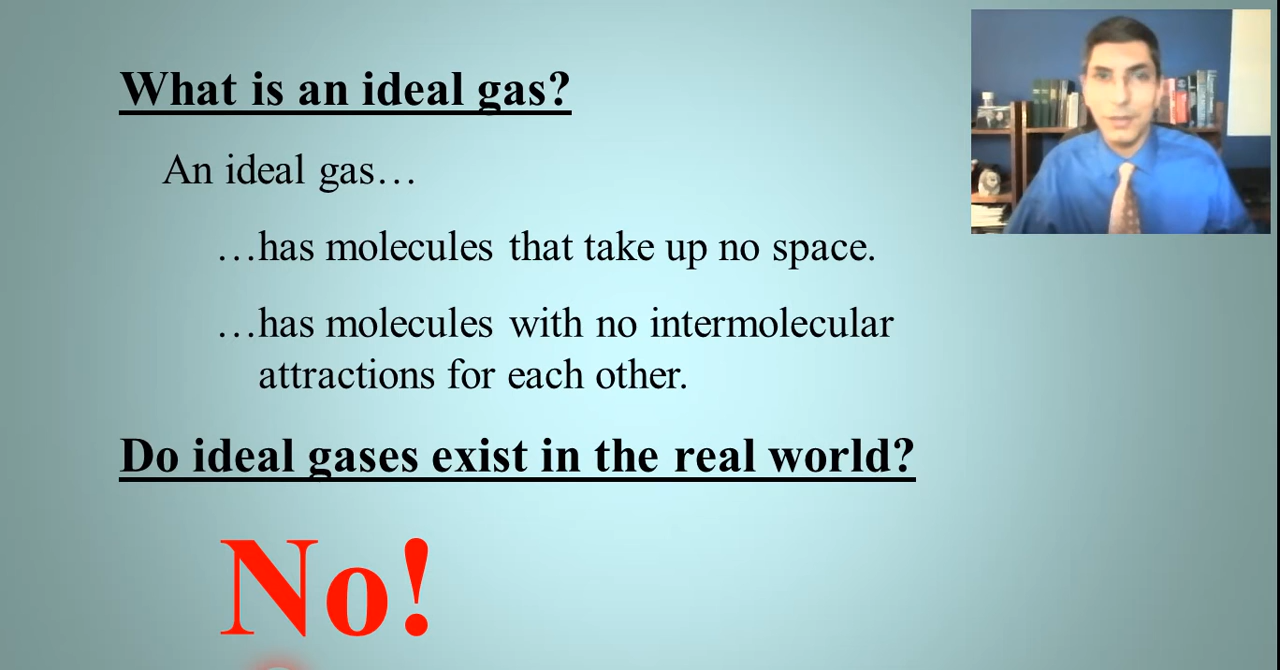 What is an ideal gas?
An ideal gas…
…has molecules that take up no space.
…has molecules with no intermolecular
attractions for each other.
Do ideal gases exist in the real world?
No!